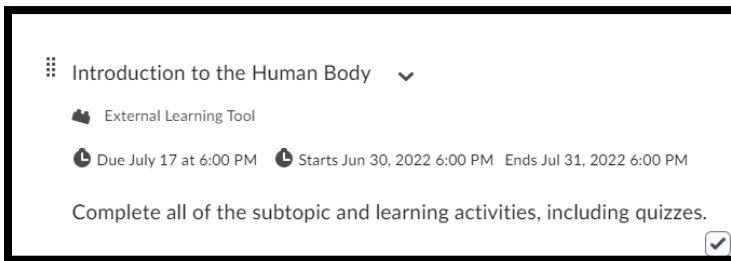 Introduction to the Human Body
External Learning Tool
Due July 17 at 6:00 PM Starts Jun 30, 2022 6:00 PM Ends Jul 31, 2022 6:00 PM
Complete all of the subtopic and learning activities, including quizzes.